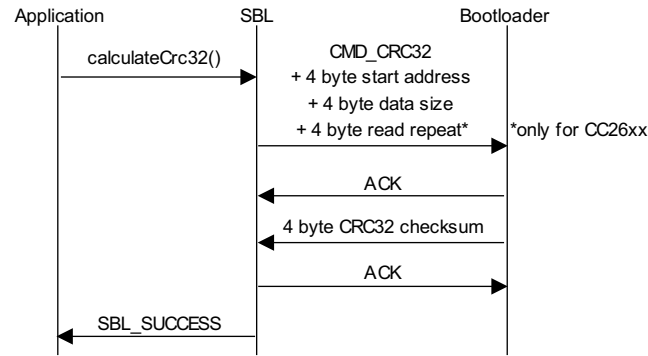 Application SBL Bootloader
calculateCrc32()
CMD_CRC32
+ 4 byte start address
+ 4 byte data size
+ 4 byte read repeat* *only for CC26xx
ACK
4 byte CRC32 checksum
ACK
SBL_SUCCESS